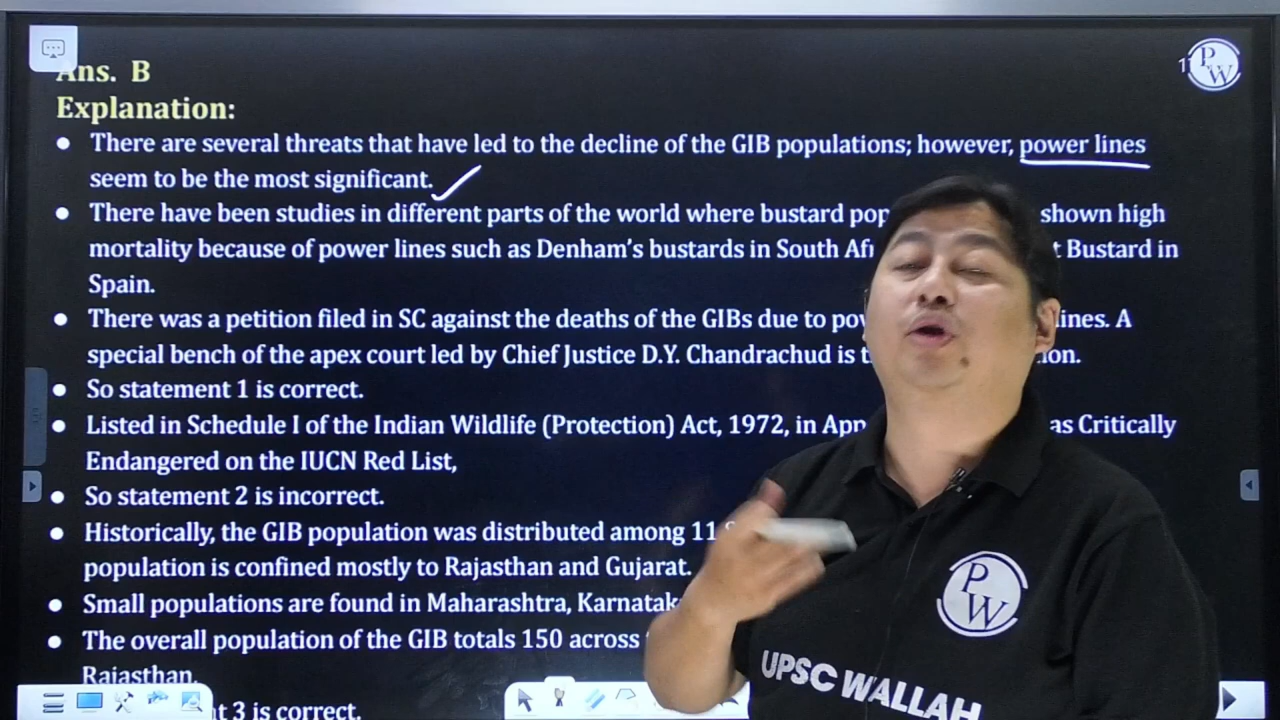 Ans. B
PW
Explanation:
There are several threats that have led to the decline of the GIB populations; however, power lines
seem to be the most significant.
There have been studies in different parts of the world where bustard pop shown high
mortality because of power lines such as Denham's bustards in South Afr t Bustard in
Spain.
There was a petition filed in SC against the deaths of the GIBs due to pow lines. A
special bench of the apex court led by Chief Justice D.Y. Chandrachud is t ion.
So statement 1 is correct.
Listed in Schedule I of the Indian Wildlife (Protection) Act, 1972, in App as Critically
Endangered on the IUCN Red List,
So statement 2 is incorrect.
Historically, the GIB population was distributed among 11
population is confined mostly to Rajasthan and Gujarat.
Small populations are found in Maharashtra, Karnatak
The overall population of the GIB totals 150 across
Rajasthan.
t 3 is correct.
PW
UPSC WALLAH